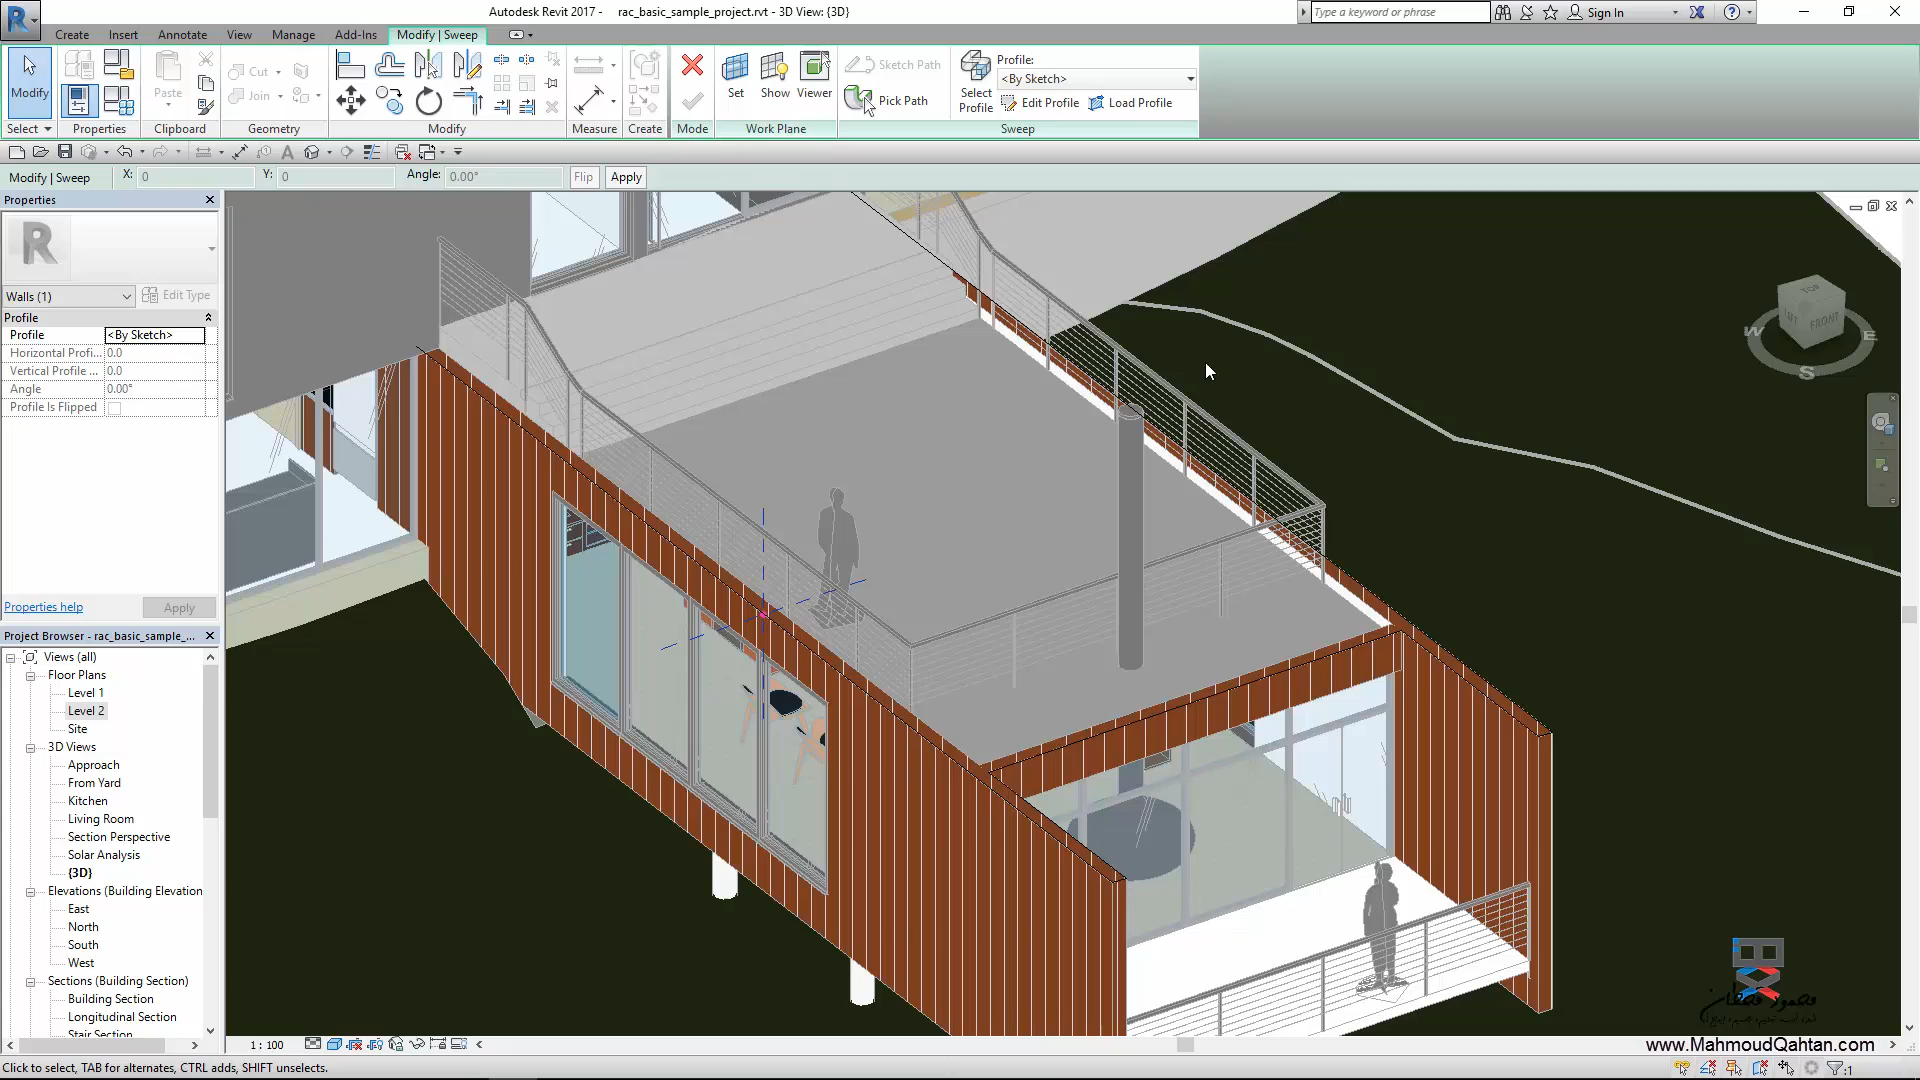 Autodesk Revit 2017 - rac_basic_sample_project.rvt - 3D View: {3D}
Type a keyword or phrase
Sign In
Create Insert Annotate View Manage Add-Ins Modify | Sweep
Modify
Paste
Cut
Join
Set Show Viewer
Sketch Path
Pick Path
Select Profile
Profile:
<By Sketch>
Edit Profile Load Profile
Select Properties Clipboard Geometry Modify Measure Create Mode Work Plane Sweep
Modify | Sweep X: 0 Y: 0 Angle: 0.00° Flip Apply
Properties
Walls (1) Edit Type
Profile
Profile <By Sketch>
Horizontal Profi... 0.0
Vertical Profile ... 0.0
Angle 0.00°
Profile Is Flipped
Properties help Apply
Project Browser - rac_basic_sample_...
Views (all)
Floor Plans
Level 1
Level 2
Site
3D Views
Approach
From Yard
Kitchen
Living Room
Section Perspective
Solar Analysis
{3D}
Elevations (Building Elevation
East
North
South
West
Sections (Building Section)
Building Section
Longitudinal Section
Stair Section
TOP
FRONT
W
E
S
محمود قحطان
www.MahmoudQahtan.com
1 : 100
Click to select, TAB for alternates, CTRL adds, SHIFT unselects.
:1